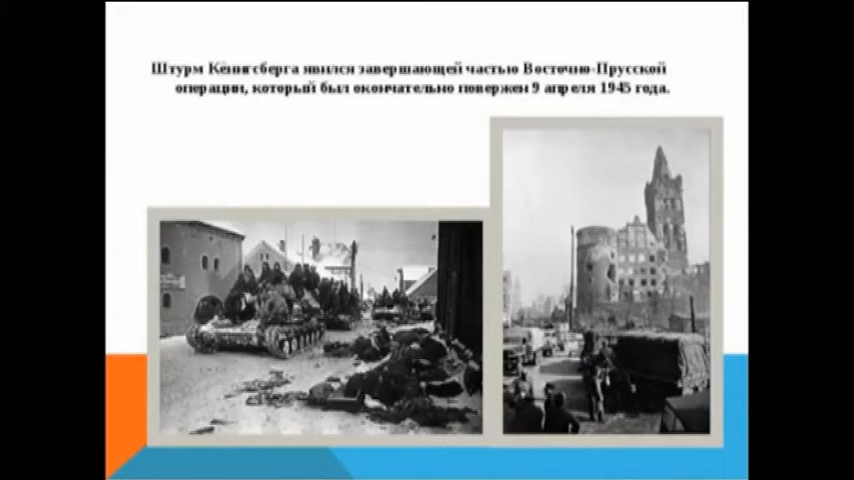 Штурм Кёнигсберга явился завершающей частью Восточно-Прусской
операции, который был окончательно повержен 9 апреля 1945 года.